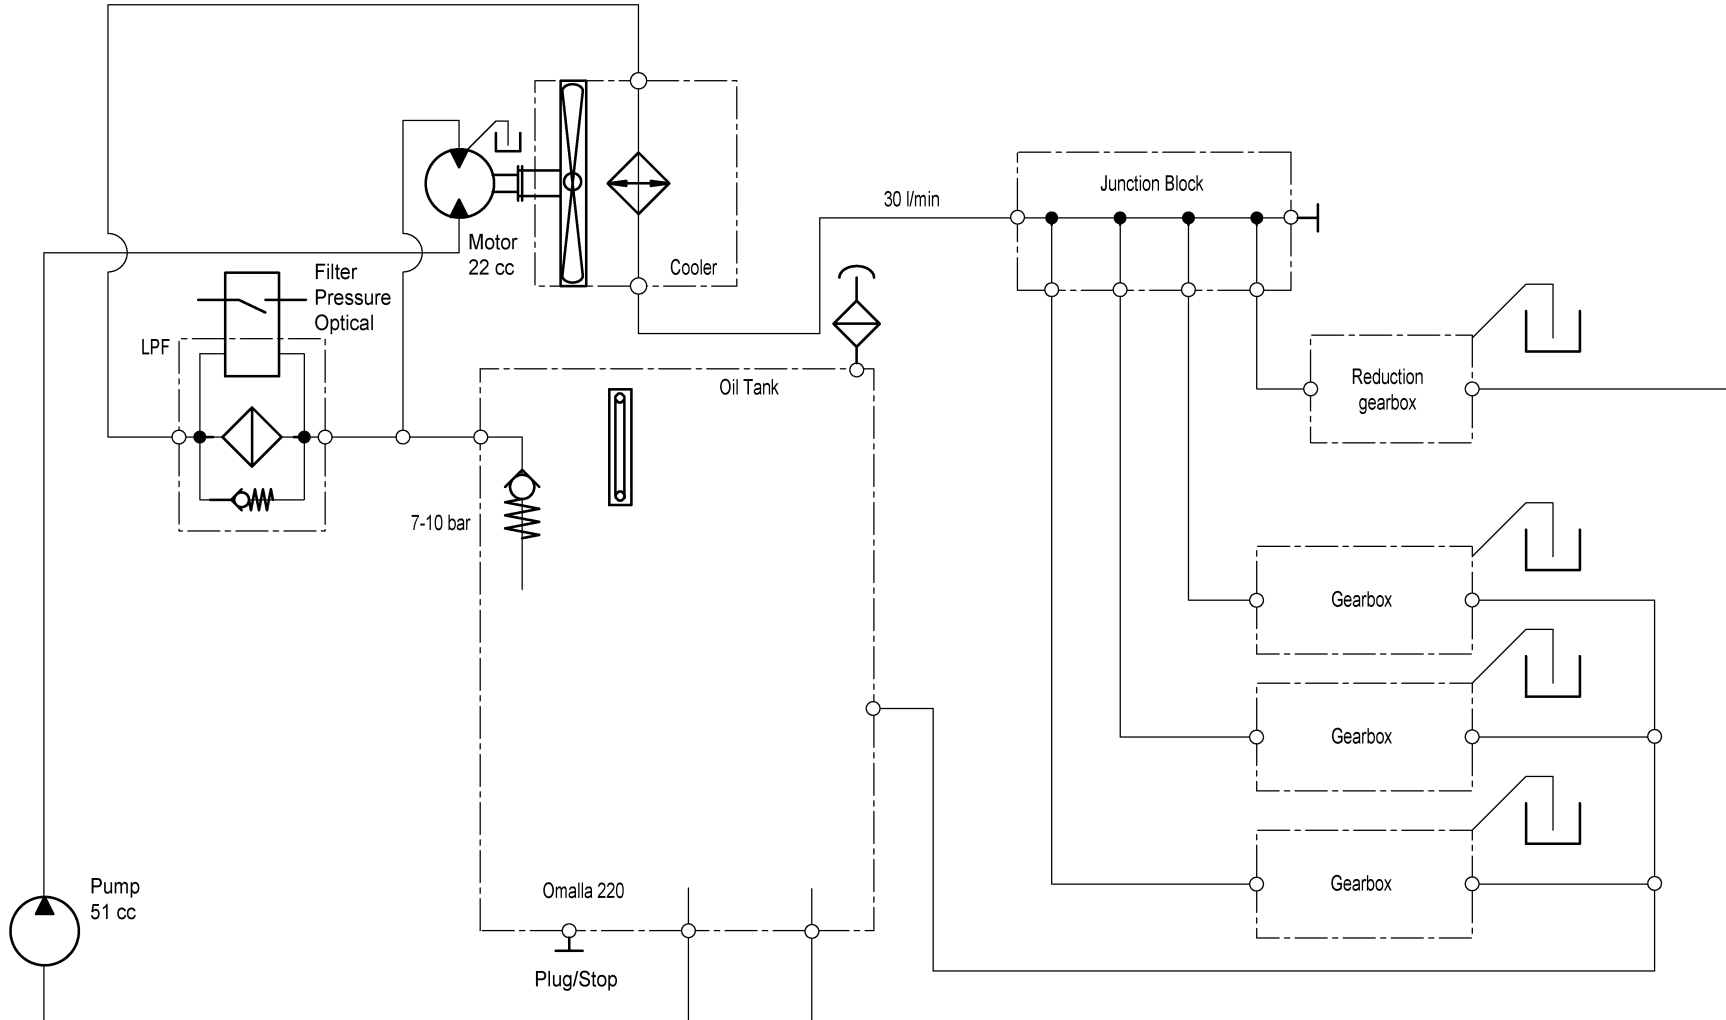 30 l/min
Junction Block
Motor
22 cc
Cooler
Filter
Pressure
Optical
LPF
Oil Tank
Reduction
gearbox
7-10 bar
Gearbox
Gearbox
Gearbox
Pump
51 cc
Omalla 220
Plug/Stop